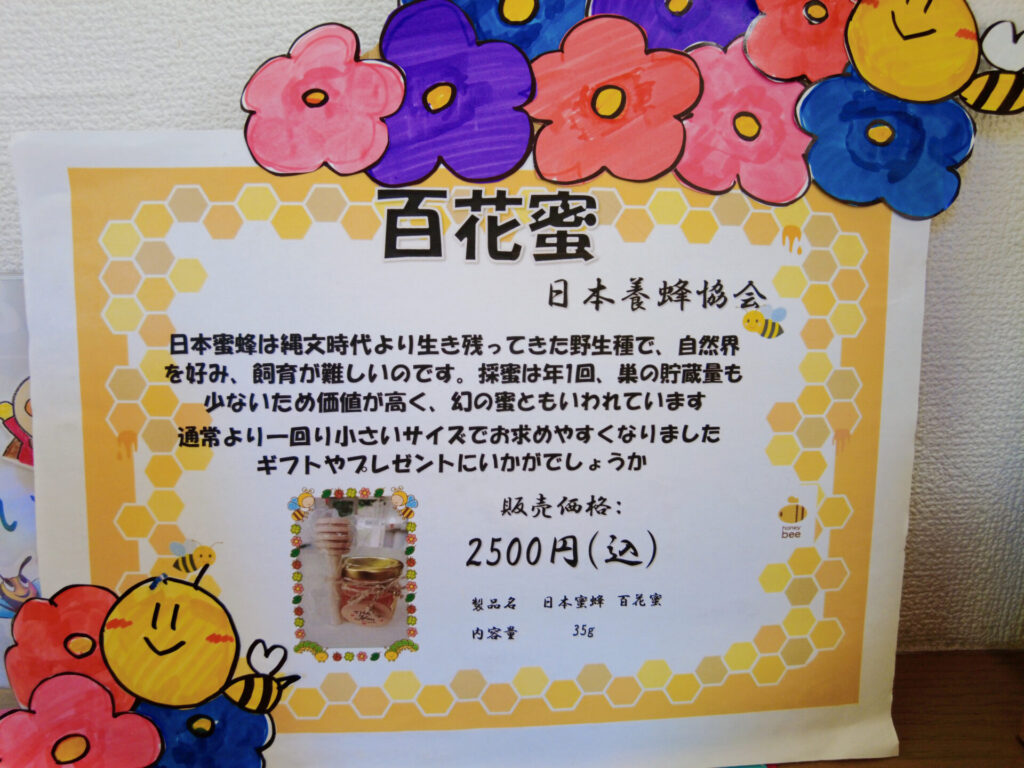 百花蜜
日本養蜂協会
日本蜜蜂は縄文時代より生き残ってきた野生種で、自然界
を好み、飼育が難しいのです。採蜜は年1回、巣の貯蔵量も
少ないため価値が高く、幻の蜜ともいわれています
通常より一回り小さいサイズでお求めやすくなりました
ギフトやプレゼントにいかがでしょうか
販売価格:
2500円(込)
製品名 日本蜜蜂 百花蜜
内容量 35g
honey
bee